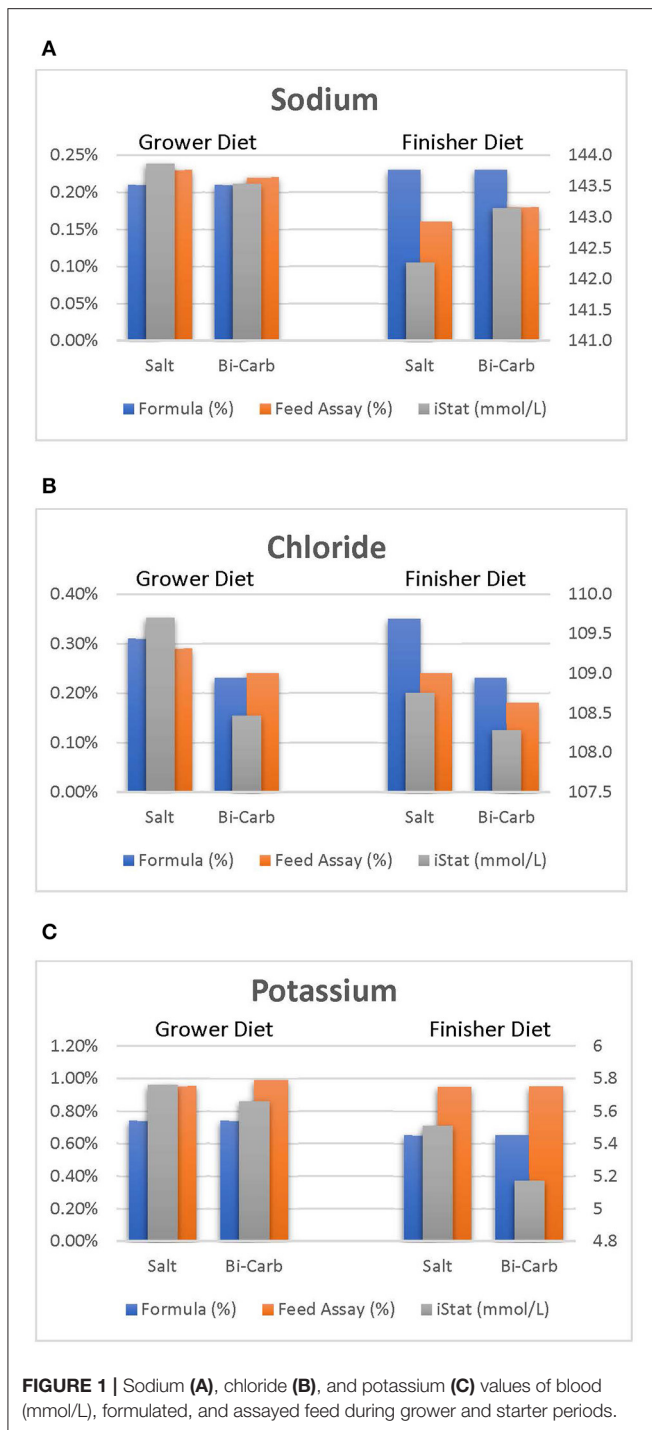 A
Sodium
Grower Diet Finisher Diet
0.25% 144.0
0.20% 143.5
143.0
0.15% 142.5
0.10% 142.0
0.05% 141.5
0.00% 141.0
Salt Bi-Carb Salt Bi-Carb
Formula (%) Feed Assay (%) iStat (mmol/L)
B
Chloride
Grower Diet Finisher Diet
0.40% 110.0
109.5
0.30% 109.0
0.20% 108.5
0.10% 108.0
0.00% 107.5
Salt Bi-Carb Salt Bi-Carb
Formula (%) Feed Assay (%) iStat (mmol/L)
C
Potassium
Grower Diet Finisher Diet
1.20% 6
1.00% 5.8
0.80% 5.6
0.60% 5.4
0.40% 5.2
0.20% 5
0.00% 4.8
Salt Bi-Carb Salt Bi-Carb
Formula (%) Feed Assay (%) iStat (mmol/L)
FIGURE 1 | Sodium (A), chloride (B), and potassium (C) values of blood
(mmol/L), formulated, and assayed feed during grower and starter periods.